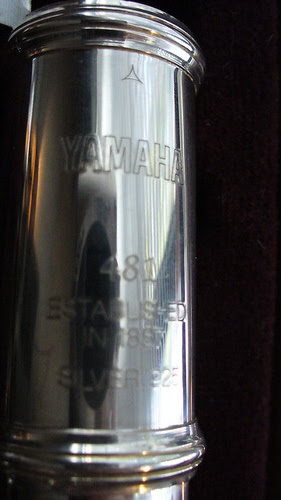 YAMAHA
481
ESTABLISHED
IN 1887
SILVER 925